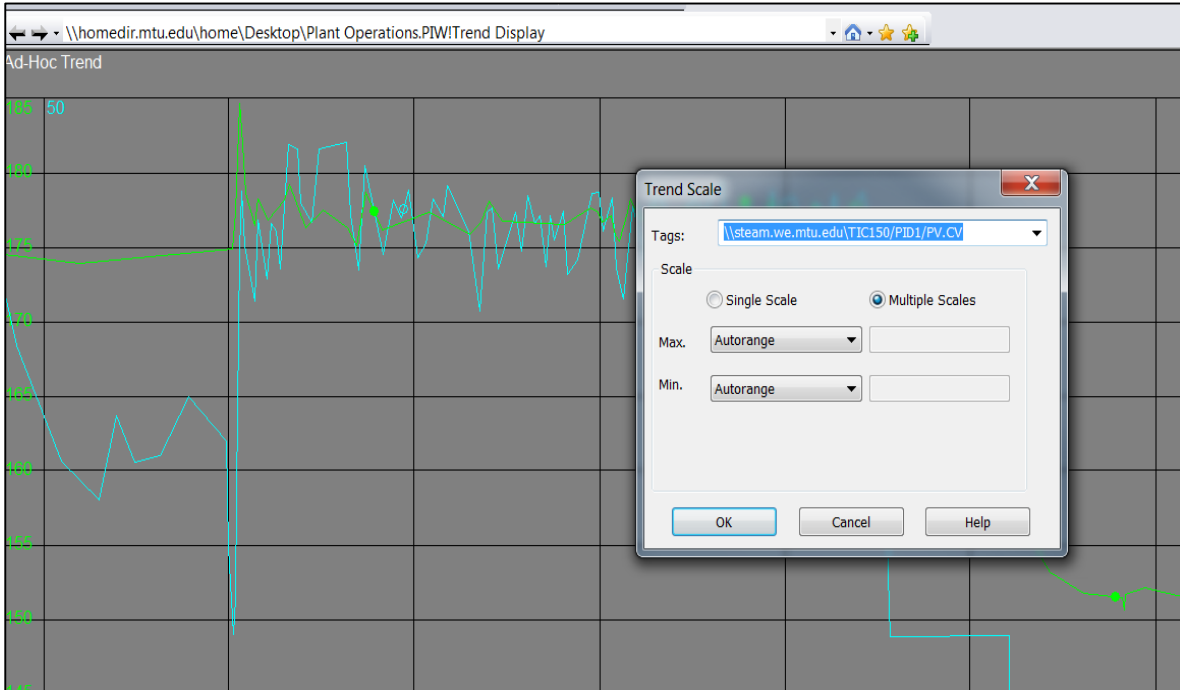 \\homedir.mtu.edu\home\Desktop\Plant Operations.PIW!Trend Display
Ad-Hoc Trend
185 50
180
175
170
165
160
155
150
145
Trend Scale
X
Tags: \\steam.we.mtu.edu\TIC150/PID1/PV.CV
Scale
Single Scale Multiple Scales
Max. Autorange
Min. Autorange
OK Cancel Help